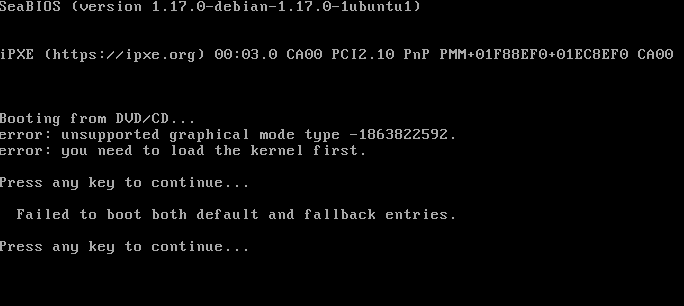 SeaBIOS (version 1.17.0-debian-1.17.0-1ubuntu1)
iPXE (https://ipxe.org) 00:03.0 CA00 PCI2.10 PnP PMM+01F88EF0+01EC8EF0 CA00
Booting from DVD/CD...
error: unsupported graphical mode type -1863822592.
error: you need to load the kernel first.
Press any key to continue...
Failed to boot both default and fallback entries.
Press any key to continue...